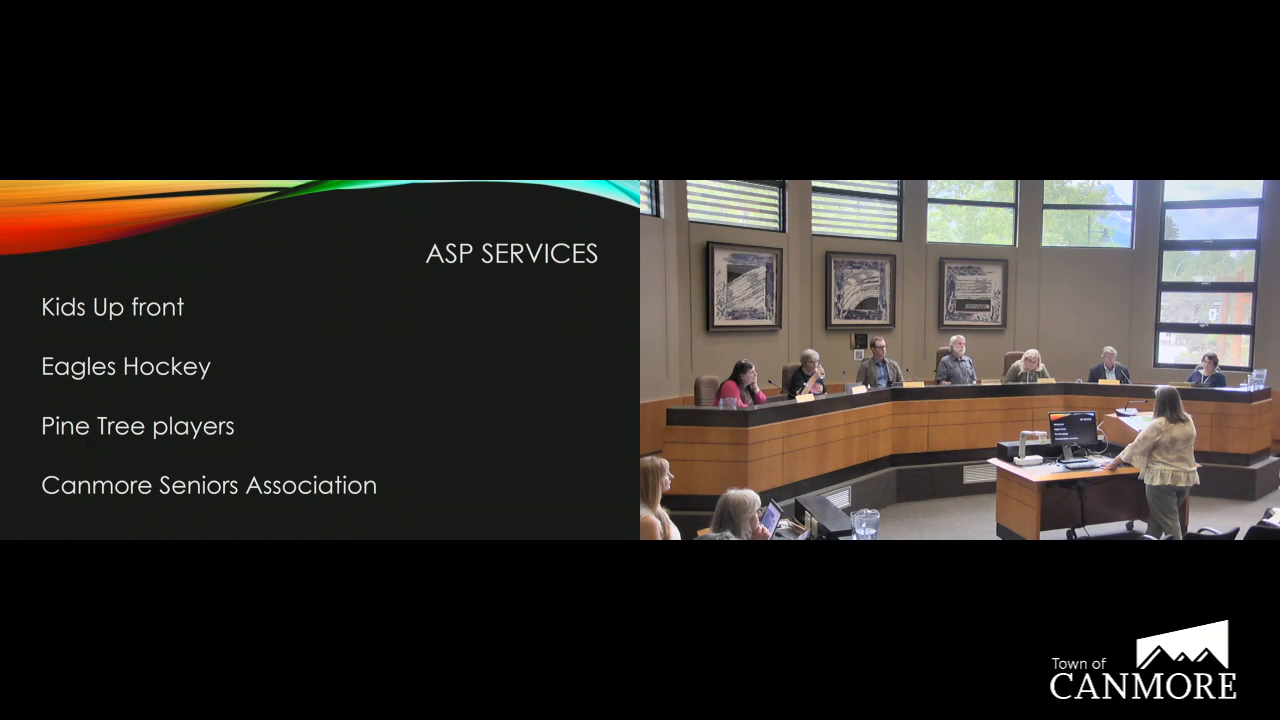 ASP SERVICES
Kids Up front
Eagles Hockey
Pine Tree players
Canmore Seniors Association
Town of
CANMORE